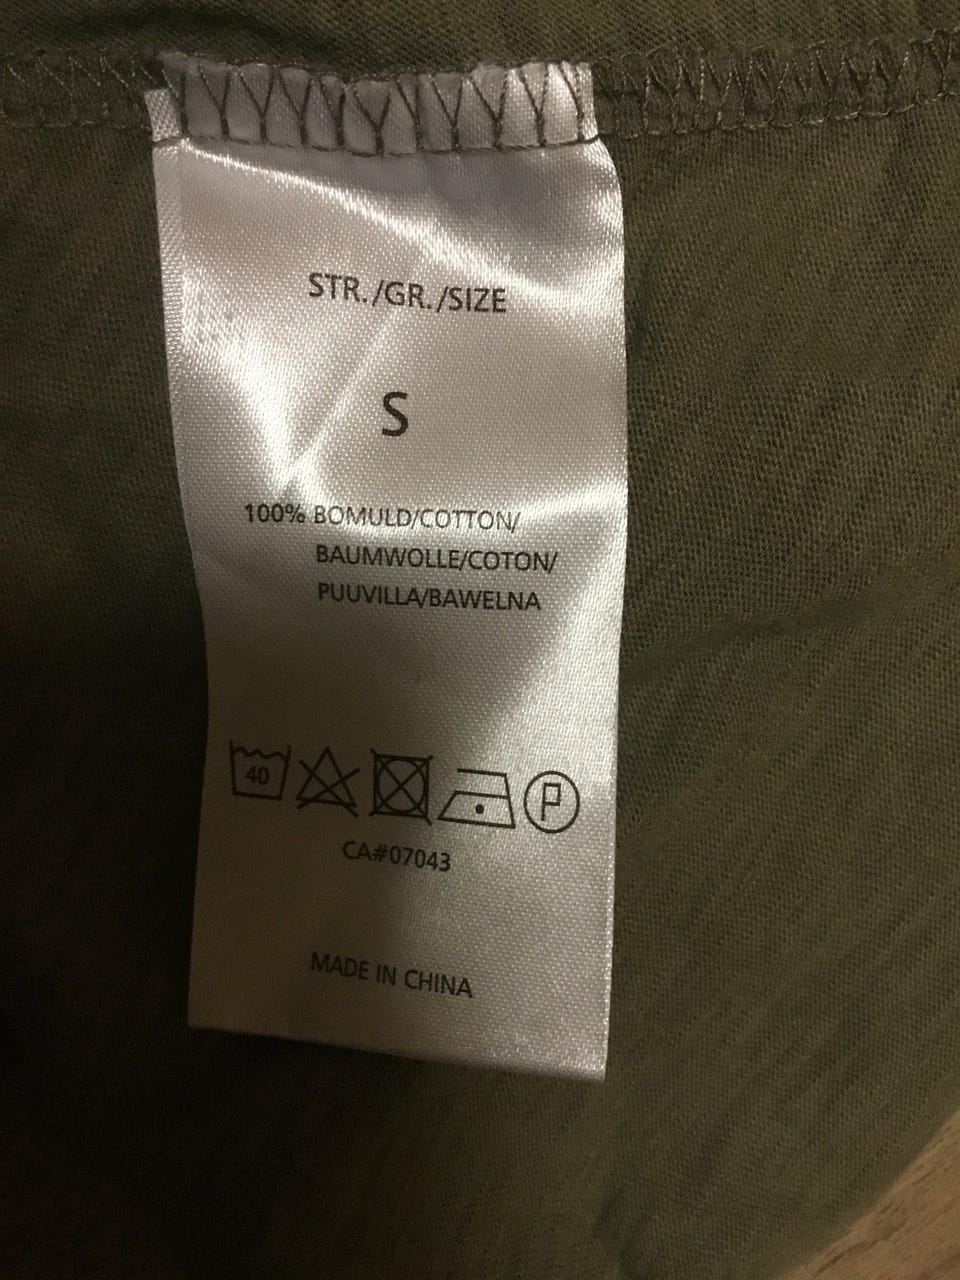 STR./GR./SIZE
S
100% BOMULD/COTTON/
BAUMWOLLE/COTON/
PUUVILLA/BAWELNA
40
P
CA#07043
MADE IN CHINA